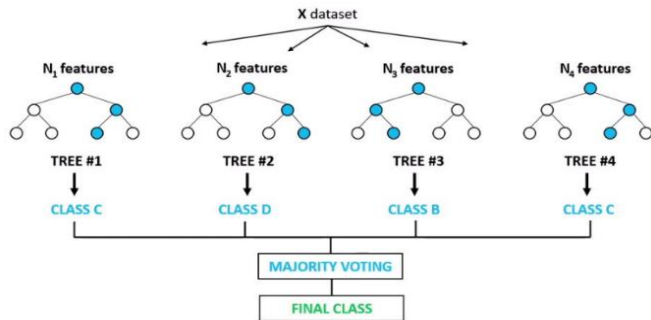 X dataset
N₁ features
N₂ features
N₃ features
N₄ features
TREE #1
TREE #2
TREE #3
TREE #4
CLASS C
CLASS D
CLASS B
CLASS C
MAJORITY VOTING
FINAL CLASS